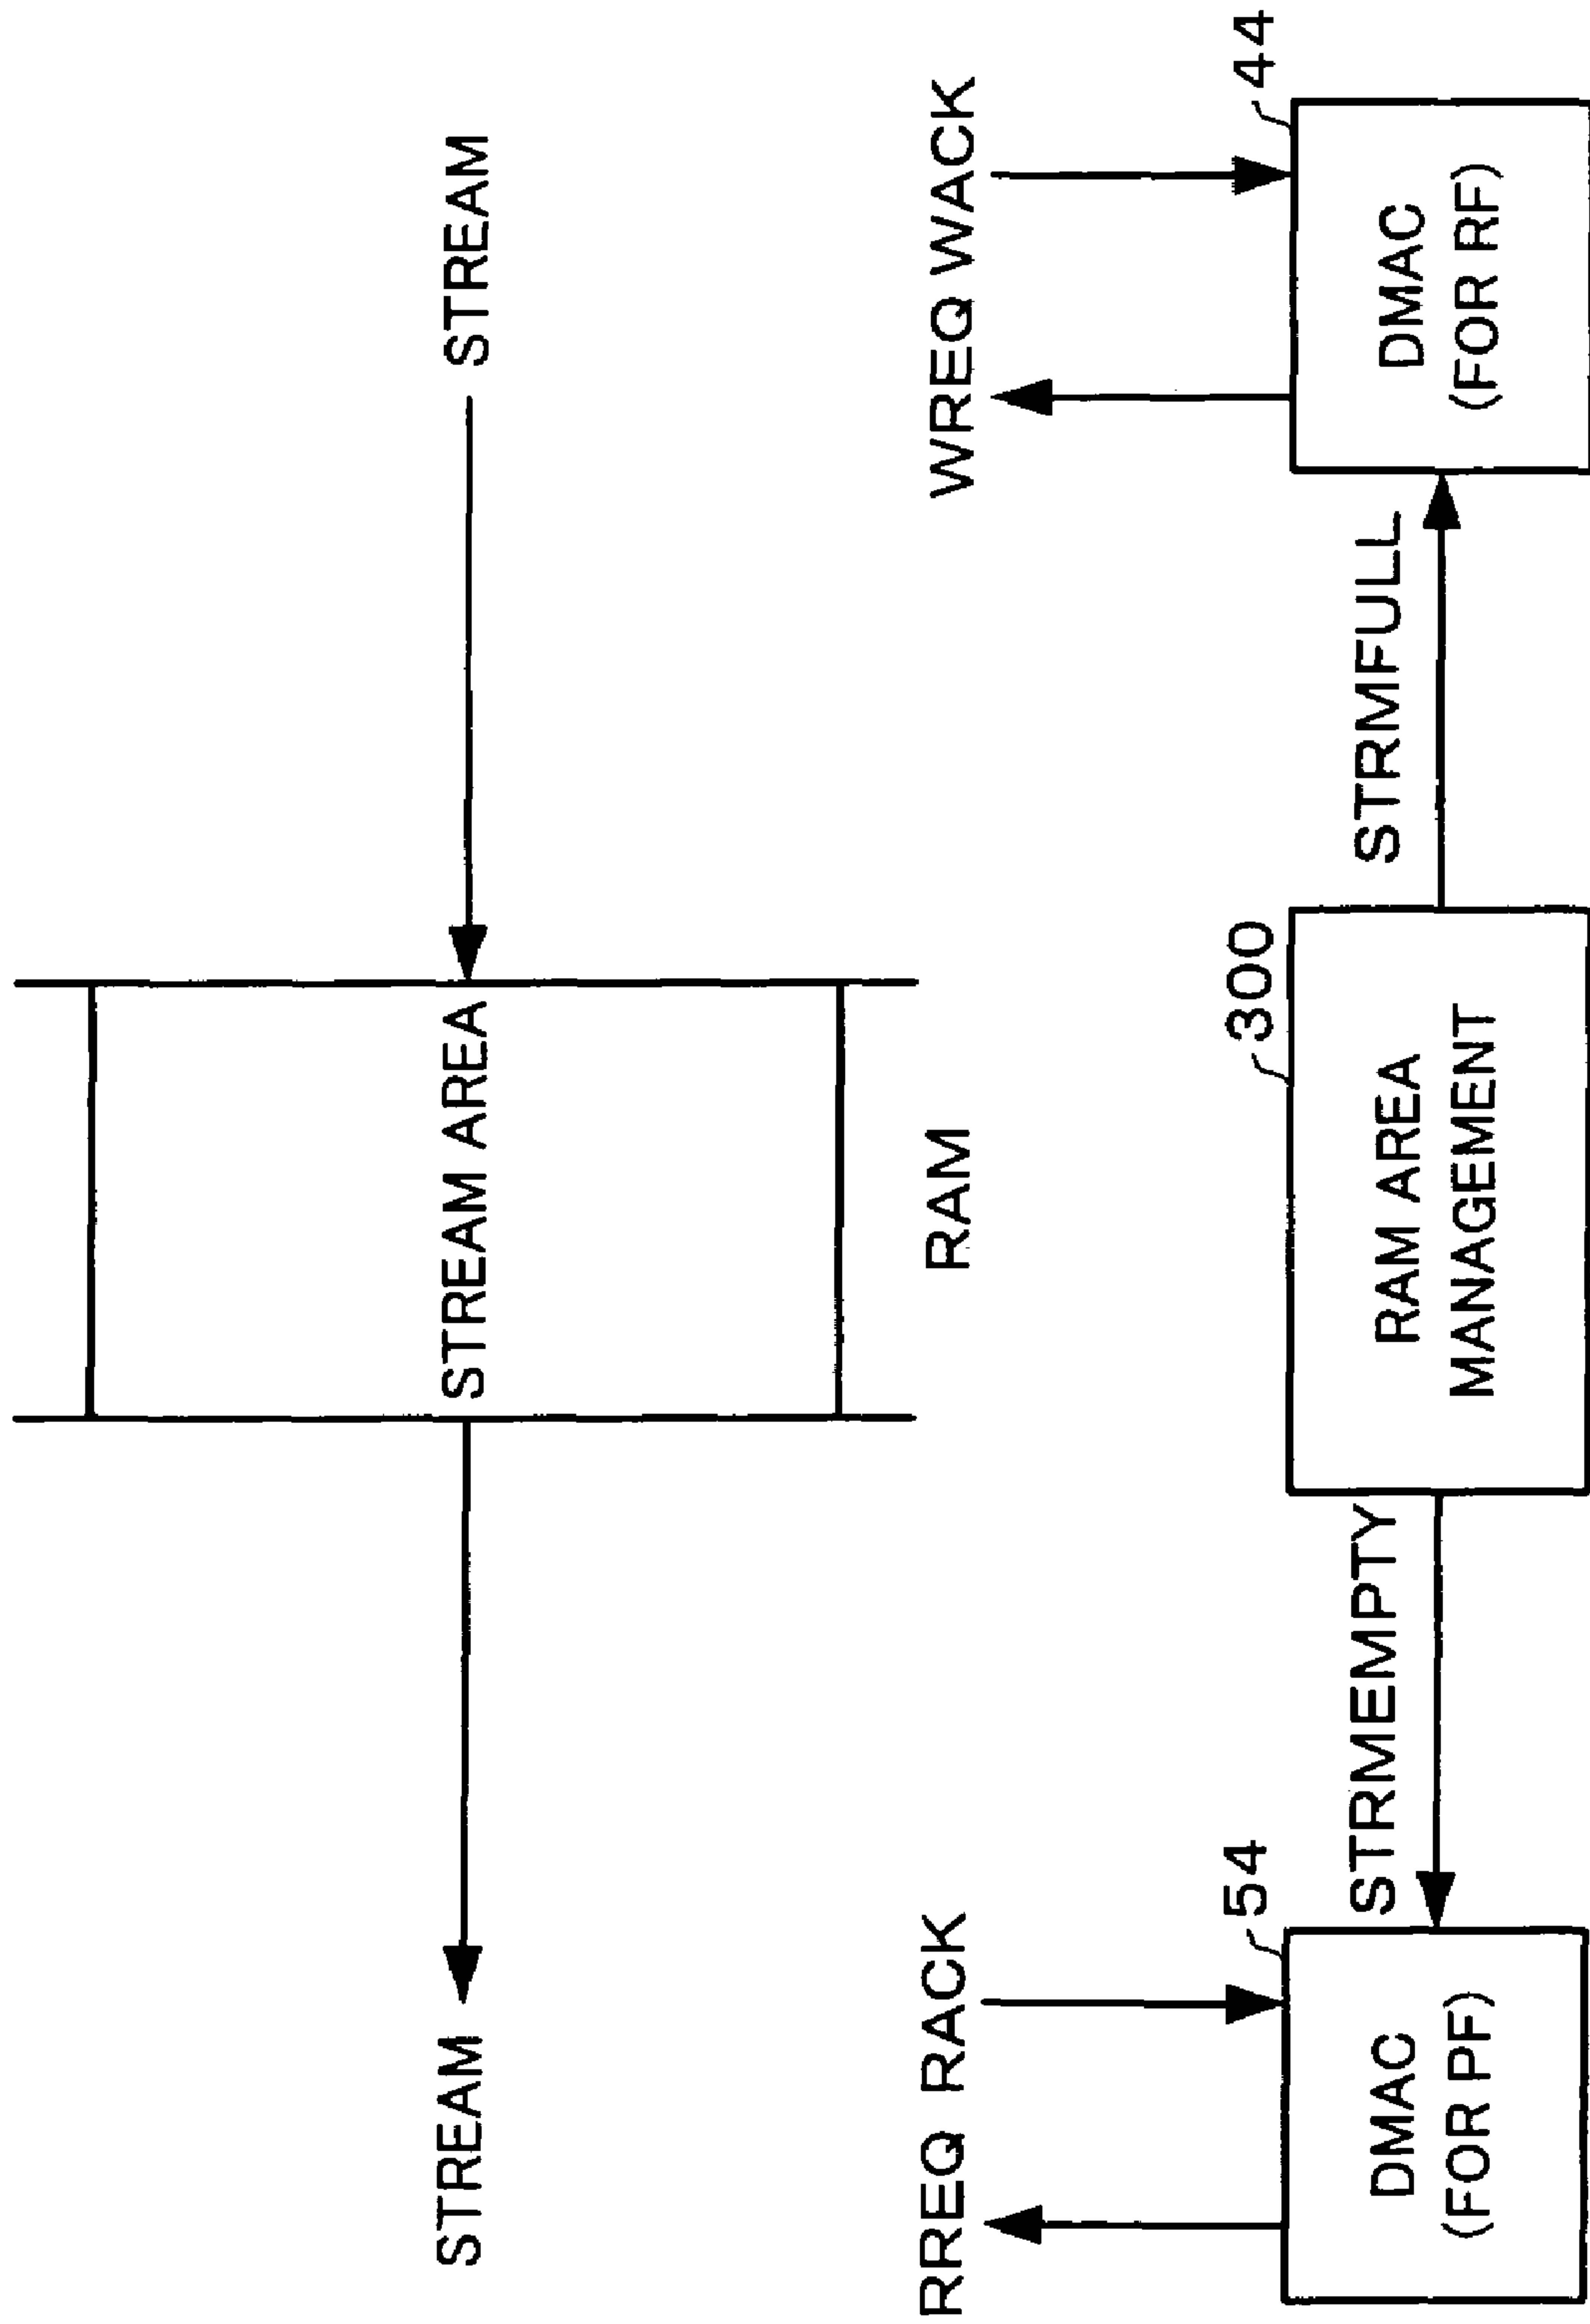 STREAM
STREAM AREA
STREAM
RREQ RACK
RAM
WREQ WACK
54
300
44
DMAC
(FOR PF)
STRMEMPTY
RAM AREA
MANAGEMENT
STRMFULL
DMAC
(FOR RF)